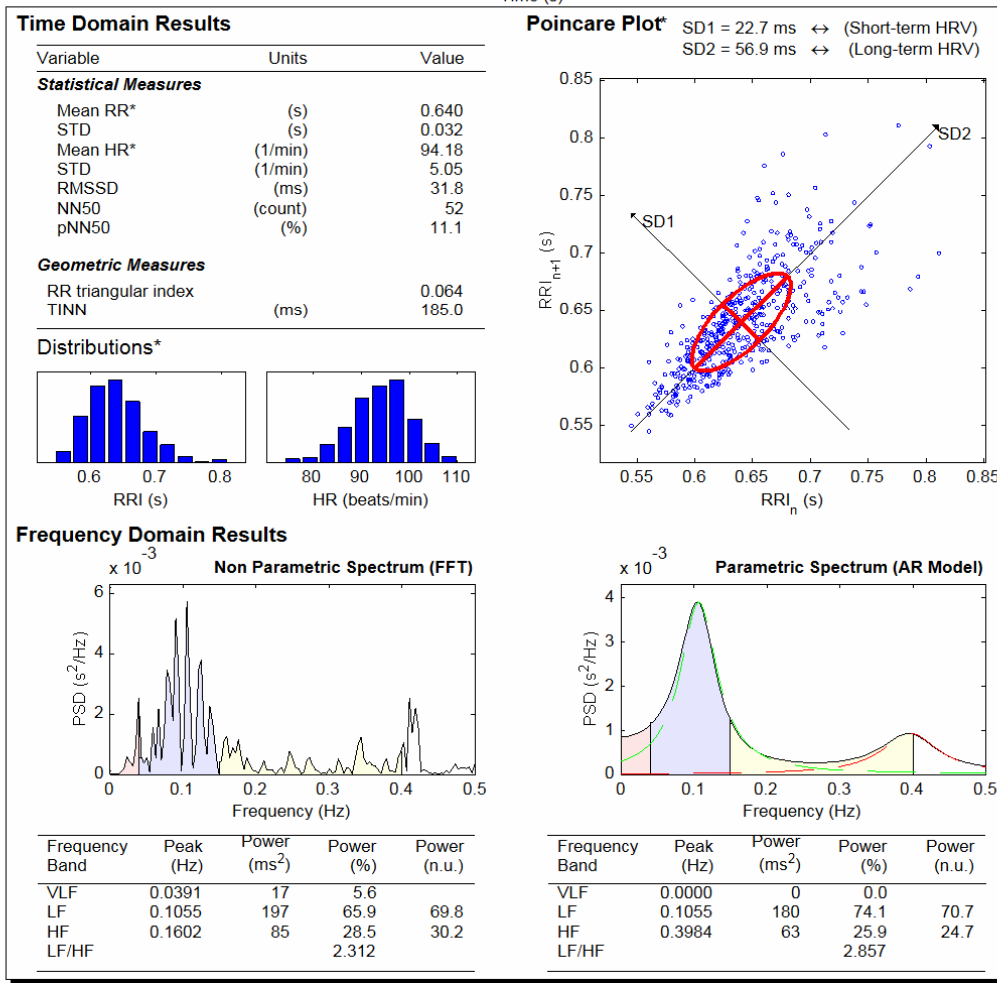 Time (s)
Time Domain Results
Variable Units Value
Statistical Measures
Mean RR* (s) 0.640
STD (s) 0.032
Mean HR* (1/min) 94.18
STD (1/min) 5.05
RMSSD (ms) 31.8
NN50 (count) 52
pNN50 (%) 11.1
Geometric Measures
RR triangular index 0.064
TINN (ms) 185.0
Distributions*
0.6 0.7 0.8
RRI (s)
80 90 100 110
HR (beats/min)
Poincare Plot*
SD1 = 22.7 ms ↔ (Short-term HRV)
SD2 = 56.9 ms ↔ (Long-term HRV)
0.85
0.8
0.75
0.7
0.65
0.6
0.55
RRI_{n+1} (s)
SD2
SD1
0.55 0.6 0.65 0.7 0.75 0.8 0.85
RRI_n (s)
Frequency Domain Results
x 10^{-3}
Non Parametric Spectrum (FFT)
6
4
2
0
PSD (s²/Hz)
0 0.1 0.2 0.3 0.4 0.5
Frequency (Hz)
x 10^{-3}
Parametric Spectrum (AR Model)
4
3
2
1
0
PSD (s²/Hz)
0 0.1 0.2 0.3 0.4 0.5
Frequency (Hz)
Frequency Peak Power Power Power
Band (Hz) (ms²) (%) (n.u.)
VLF 0.0391 17 5.6
LF 0.1055 197 65.9 69.8
HF 0.1602 85 28.5 30.2
LF/HF 2.312
Frequency Peak Power Power Power
Band (Hz) (ms²) (%) (n.u.)
VLF 0.0000 0 0.0
LF 0.1055 180 74.1 70.7
HF 0.3984 63 25.9 24.7
LF/HF 2.857